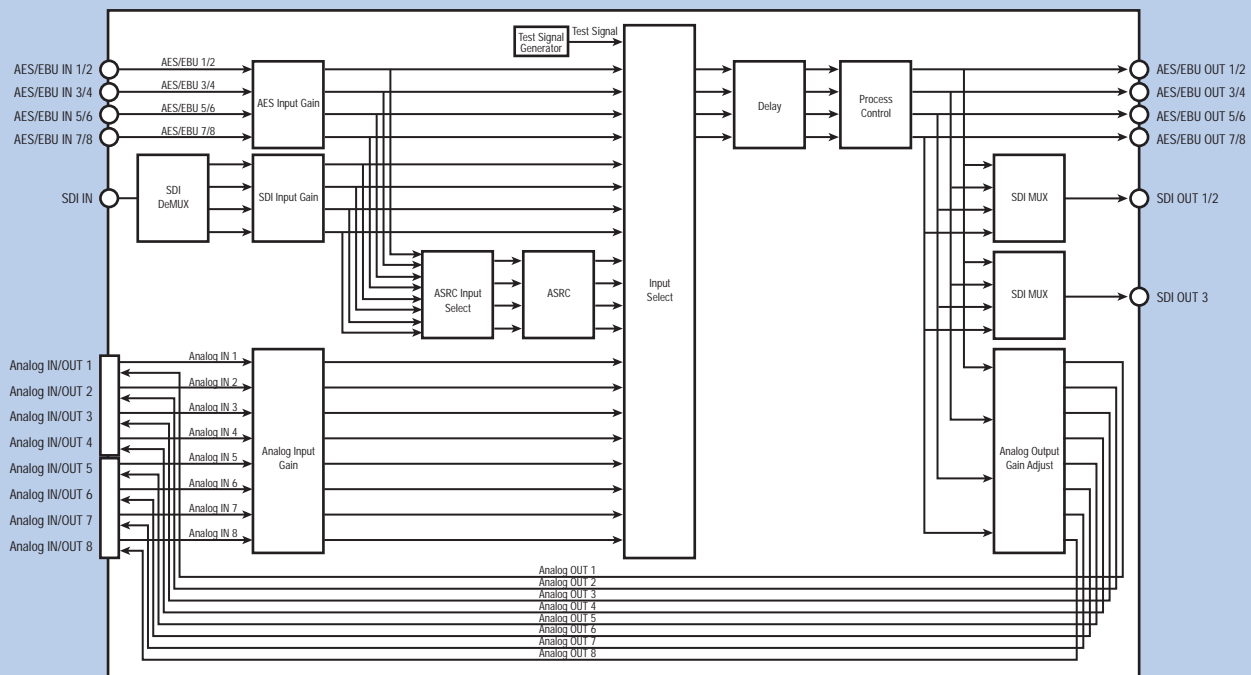 Test Signal
Generator
Test Signal
AES/EBU IN 1/2
AES/EBU IN 3/4
AES/EBU IN 5/6
AES/EBU IN 7/8
AES/EBU 1/2
AES/EBU 3/4
AES/EBU 5/6
AES/EBU 7/8
AES Input Gain
SDI IN
SDI
DeMUX
SDI Input Gain
ASRC Input
Select
ASRC
Input
Select
Delay
Process
Control
AES/EBU OUT 1/2
AES/EBU OUT 3/4
AES/EBU OUT 5/6
AES/EBU OUT 7/8
SDI MUX
SDI OUT 1/2
SDI MUX
SDI OUT 3
Analog IN/OUT 1
Analog IN/OUT 2
Analog IN/OUT 3
Analog IN/OUT 4
Analog IN/OUT 5
Analog IN/OUT 6
Analog IN/OUT 7
Analog IN/OUT 8
Analog IN 1
Analog IN 2
Analog IN 3
Analog IN 4
Analog IN 5
Analog IN 6
Analog IN 7
Analog IN 8
Analog Input
Gain
Analog Output
Gain Adjust
Analog OUT 1
Analog OUT 2
Analog OUT 3
Analog OUT 4
Analog OUT 5
Analog OUT 6
Analog OUT 7
Analog OUT 8